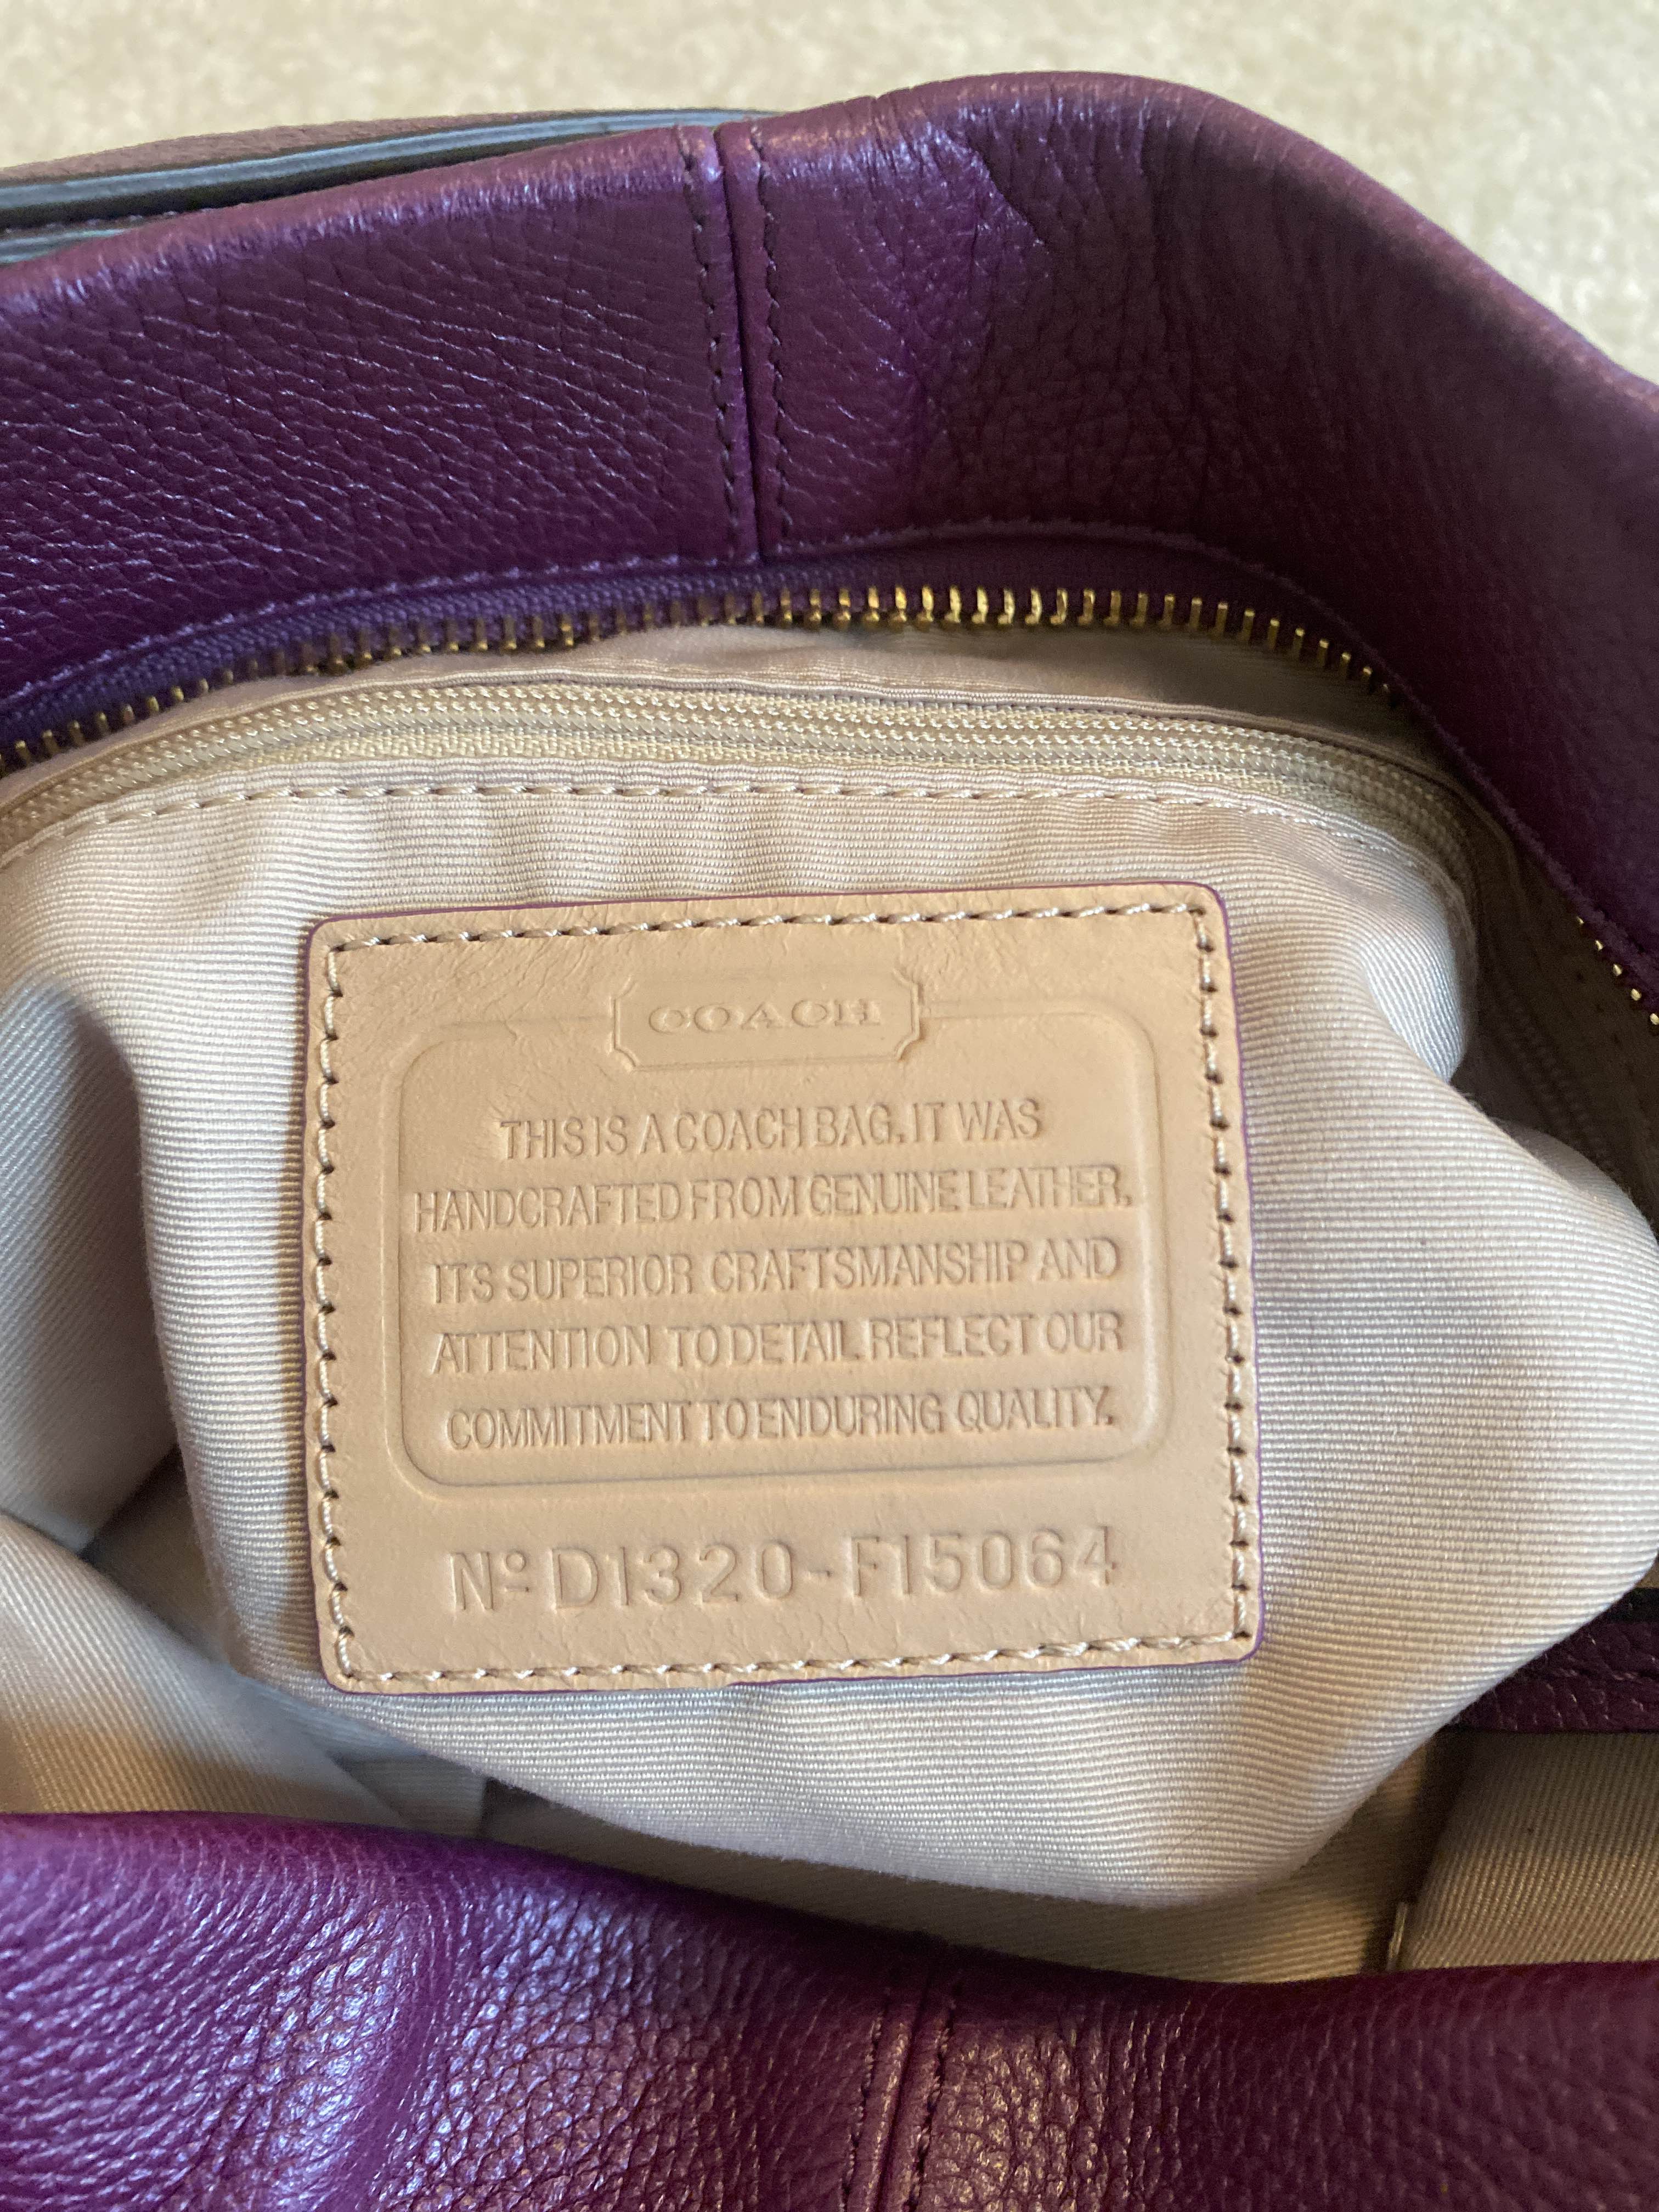 COACH
THIS IS A COACH BAG. IT WAS
HANDCRAFTED FROM GENUINE LEATHER.
ITS SUPERIOR CRAFTSMANSHIP AND
ATTENTION TO DETAIL REFLECT OUR
COMMITMENT TO ENDURING QUALITY.
Nº D1320-F15064